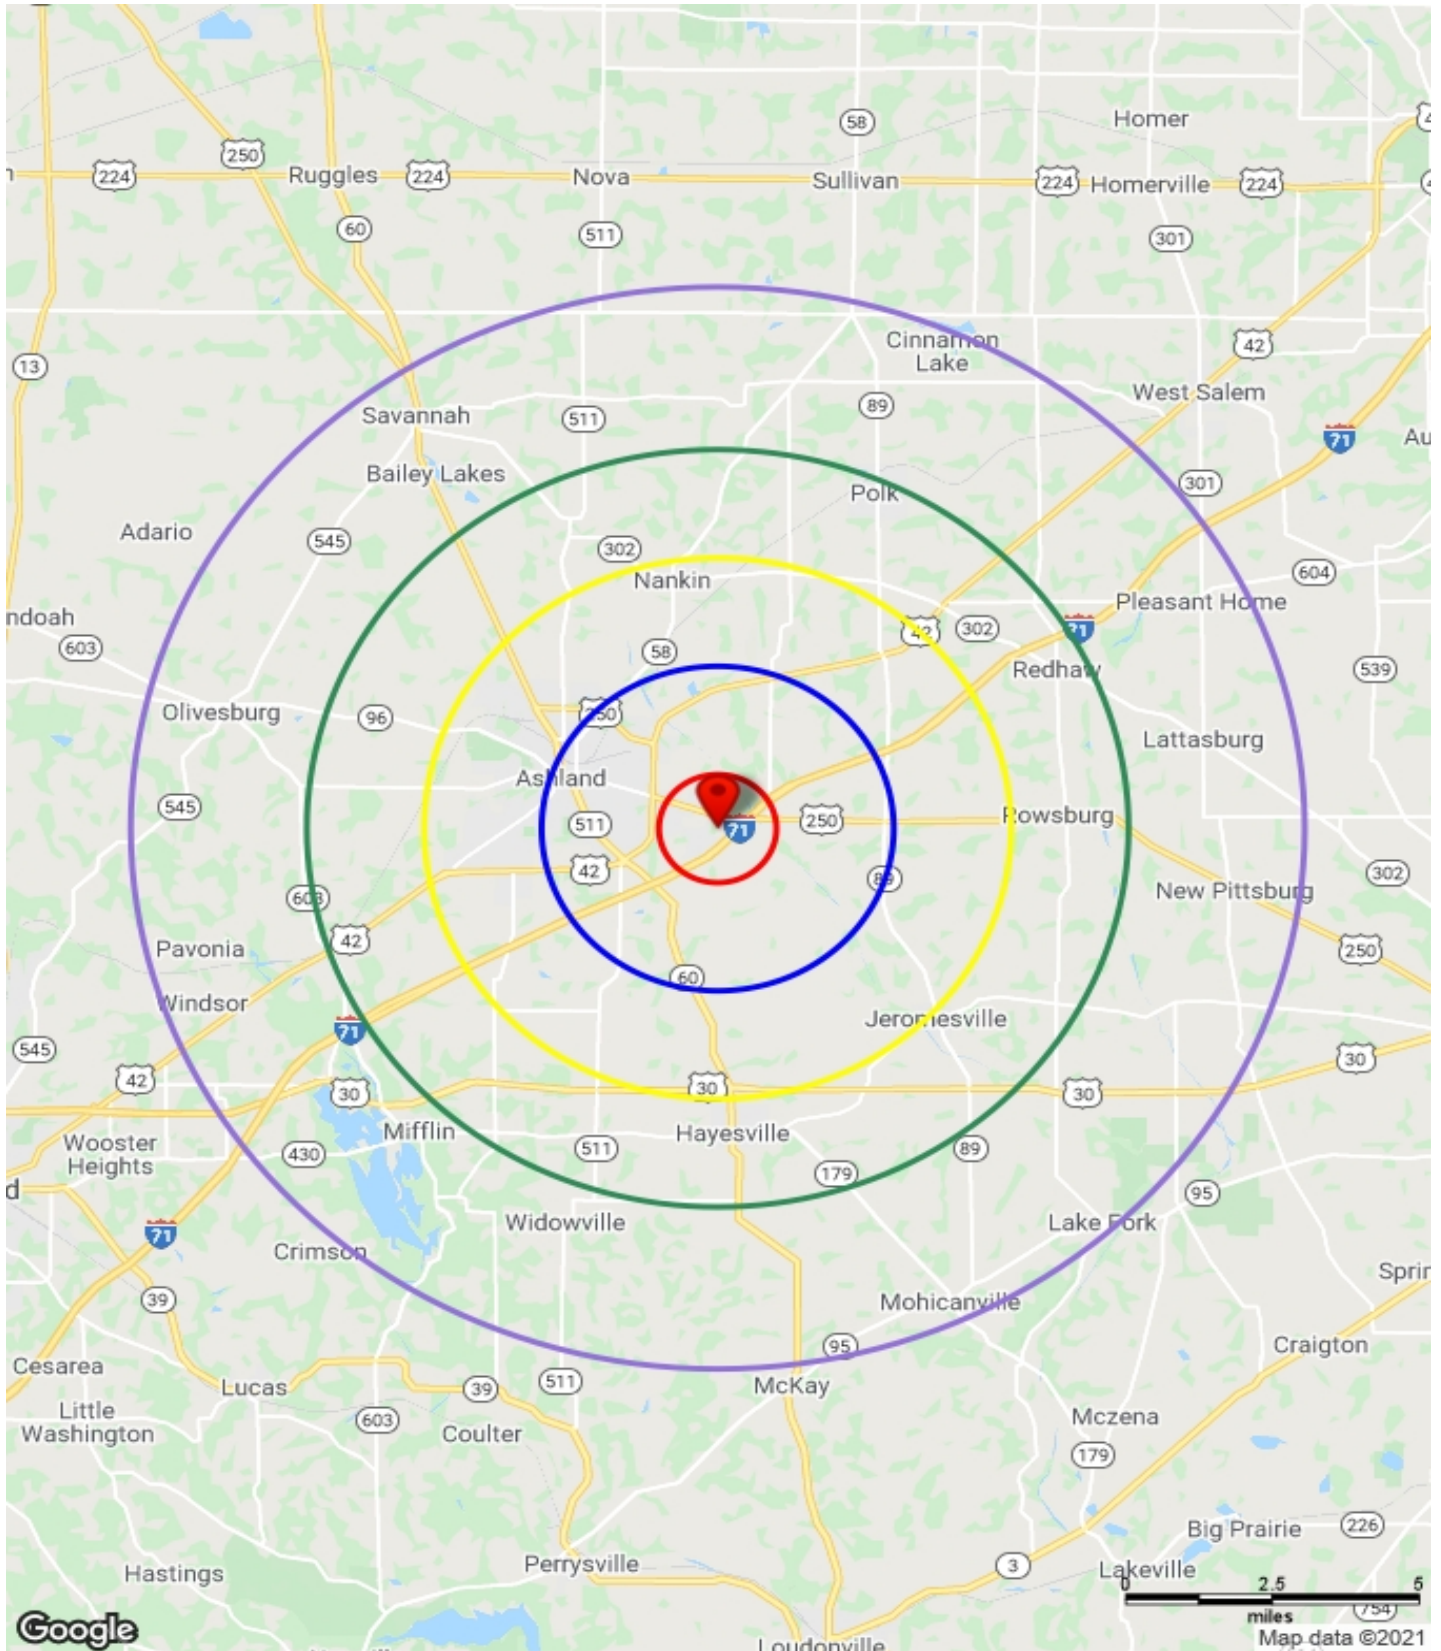 Homer
58
250
224
Ruggles
224
Nova
Sullivan
224
Homerville
224
60
511
301
Cinnamon
Lake
42
13
West Salem
89
Savannah
511
71
Au
Bailey Lakes
301
Polk
Adario
545
302
604
Nankin
Pleasant Home
ndoah
42
302
71
603
58
Redhaw
539
Olivesburg
96
250
Lattasburg
Ashland
545
511
71
250
Rowsburg
42
89
302
603
New Pittsburg
42
Pavonia
250
60
Windsor
Jeromesville
71
545
30
42
30
30
30
Mifflin
Hayesville
Wooster
Heights
430
511
89
179
d
95
Widowville
Lake Fork
71
Crimson
Sprin
39
Mohicanville
95
Craigton
Cesarea
Lucas
39
511
McKay
Little
Washington
603
Coulter
Mczena
179
226
Big Prairie
Hastings
Perrysville
3
Lakeville
0 2.5 5
miles
754
Google
Map data ©2021
Loudonville